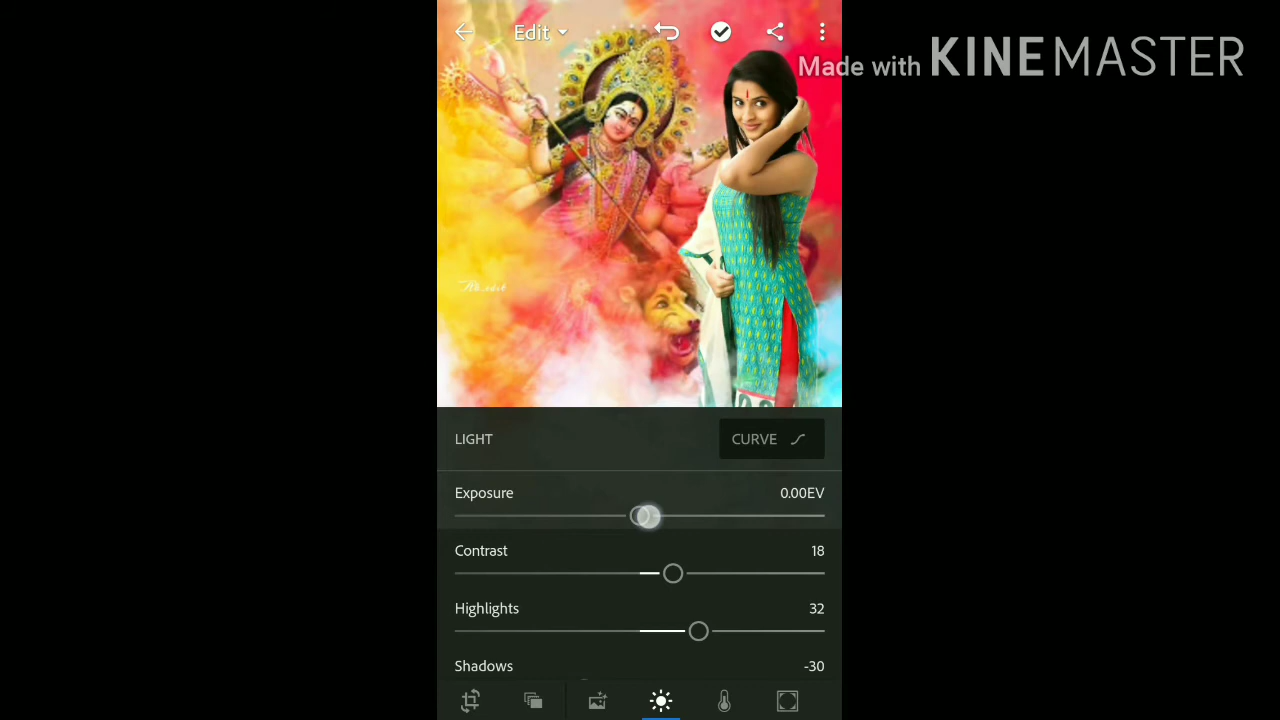 Edit
Made with KINEMASTER
LIGHT
CURVE
Exposure 0.00EV
Contrast 18
Highlights 32
Shadows -30